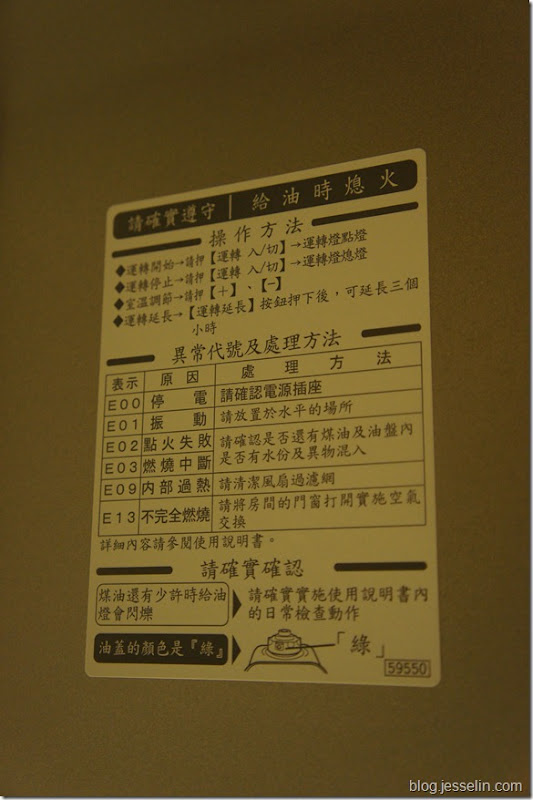 請確實遵守 | 給油時熄火
操作方法
◆運轉開始→請押【運轉 入/切】→運轉燈點燈
◆運轉停止→請押【運轉 入/切】→運轉燈熄燈
◆室溫調節→請押【+】、【-】
◆運轉延長→【運轉延長】按鈕押下後，可延長三個
小時
異常代號及處理方法
表示 原因 處理方法
E00 停電 請確認電源插座
E01 振動 請放置於水平的場所
E02 點火失敗 請確認是否還有煤油及油盤內
E03 燃燒中斷 是否有水份及異物混入
E09 內部過熱 請清潔風扇過濾網
E13 不完全燃燒 請將房間的門窗打開實施空氣
交換
詳細內容請參閱使用說明書。
請確實確認
煤油還有少許時給油
燈會閃爍
請確實實施使用說明書內
的日常檢查動作
油蓋的顏色是『綠』
「綠」
59550
blog.jesselin.com